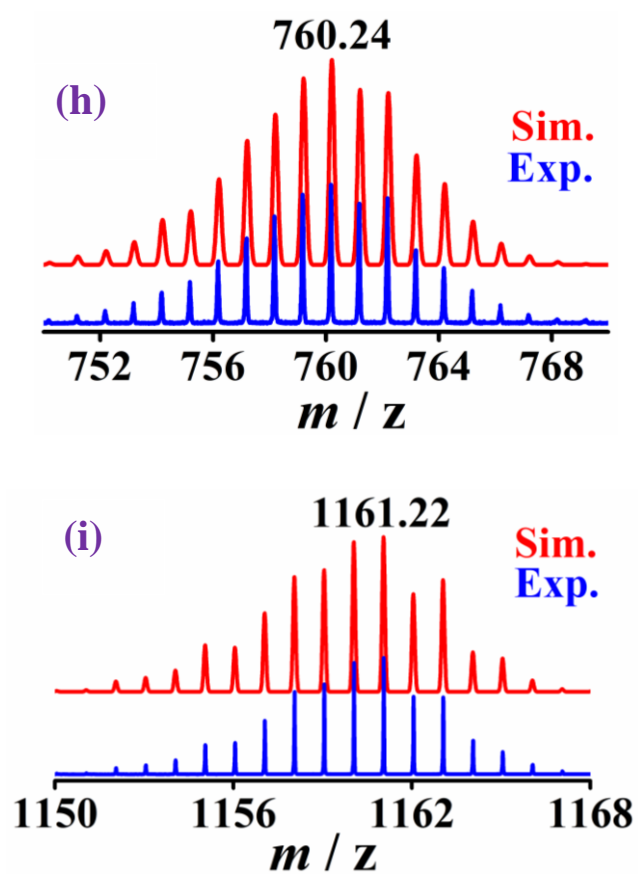 760.24
(h)
Sim.
Exp.
752 756 760 764 768
m / z
1161.22
(i)
Sim.
Exp.
1150 1156 1162 1168
m / z